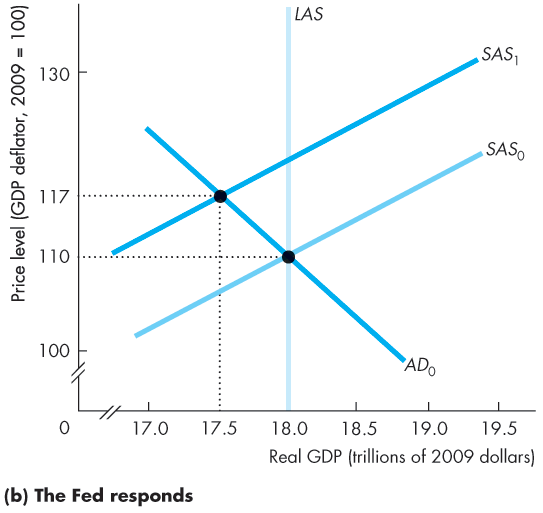 Price level (GDP deflator, 2009 = 100)
LAS
SAS1
130
SAS0
117
110
100
AD0
0
17.0 17.5 18.0 18.5 19.0 19.5
Real GDP (trillions of 2009 dollars)
(b) The Fed responds